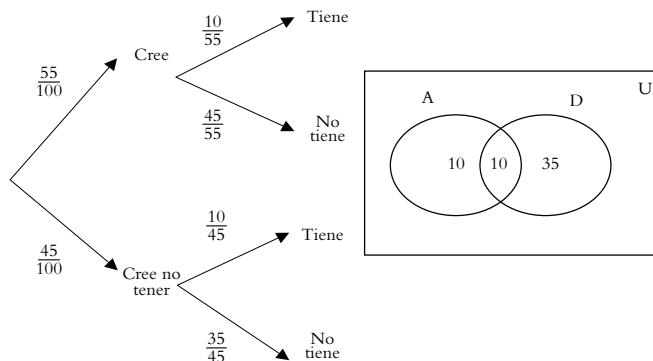 55/100
Cree
10/55
Tiene
45/55
No
tiene
45/100
Cree no
tener
10/45
Tiene
35/45
No
tiene
U
A
D
10
10
35